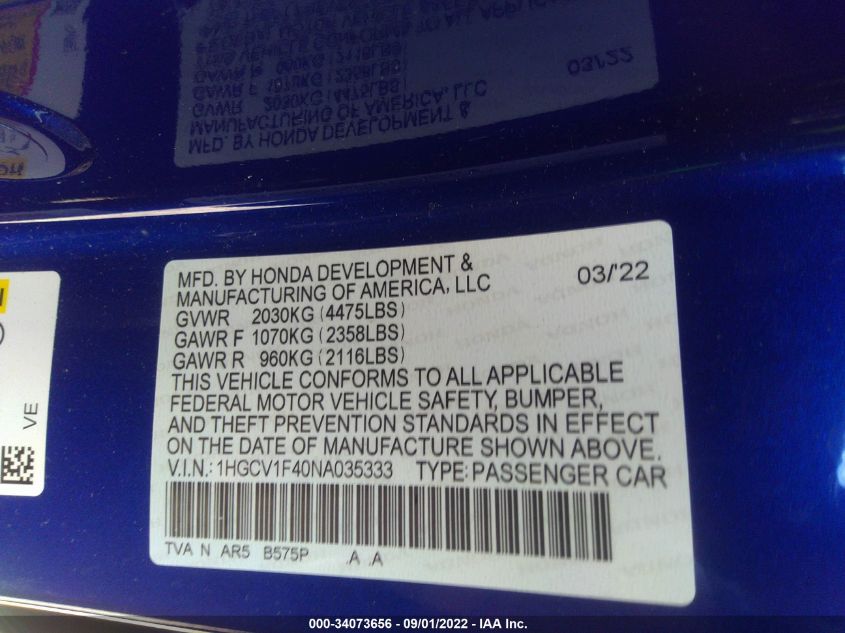 MFD. BY HONDA DEVELOPMENT &
MANUFACTURING OF AMERICA, LLC
03/'22
GVWR 2030KG (4475LBS)
GAWR F 1070KG (2358LBS)
GAWR R 960KG (2116LBS)
THIS VEHICLE CONFORMS TO ALL APPLICABLE
FEDERAL MOTOR VEHICLE SAFETY, BUMPER,
AND THEFT PREVENTION STANDARDS IN EFFECT
ON THE DATE OF MANUFACTURE SHOWN ABOVE.
V.I.N.: 1HGCV1F40NA035333 TYPE: PASSENGER CAR
TVA N AR5 B575P .A .A
VE
000-34073656 - 09/01/2022 - IAA Inc.